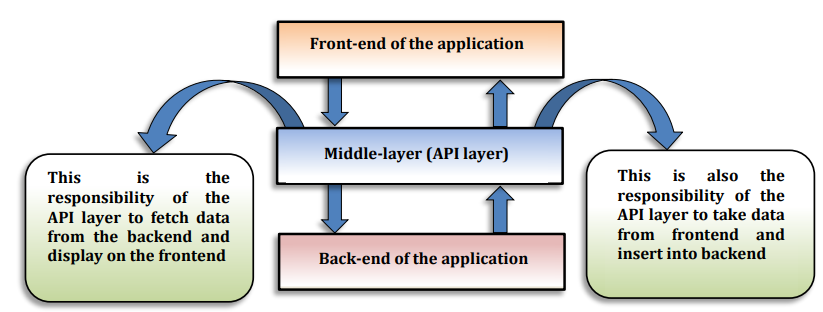 Front-end of the application
Middle-layer (API layer)
This is the
responsibility of the
API layer to fetch data
from the backend and
display on the frontend
This is also the
responsibility of the
API layer to take data
from frontend and
insert into backend
Back-end of the application